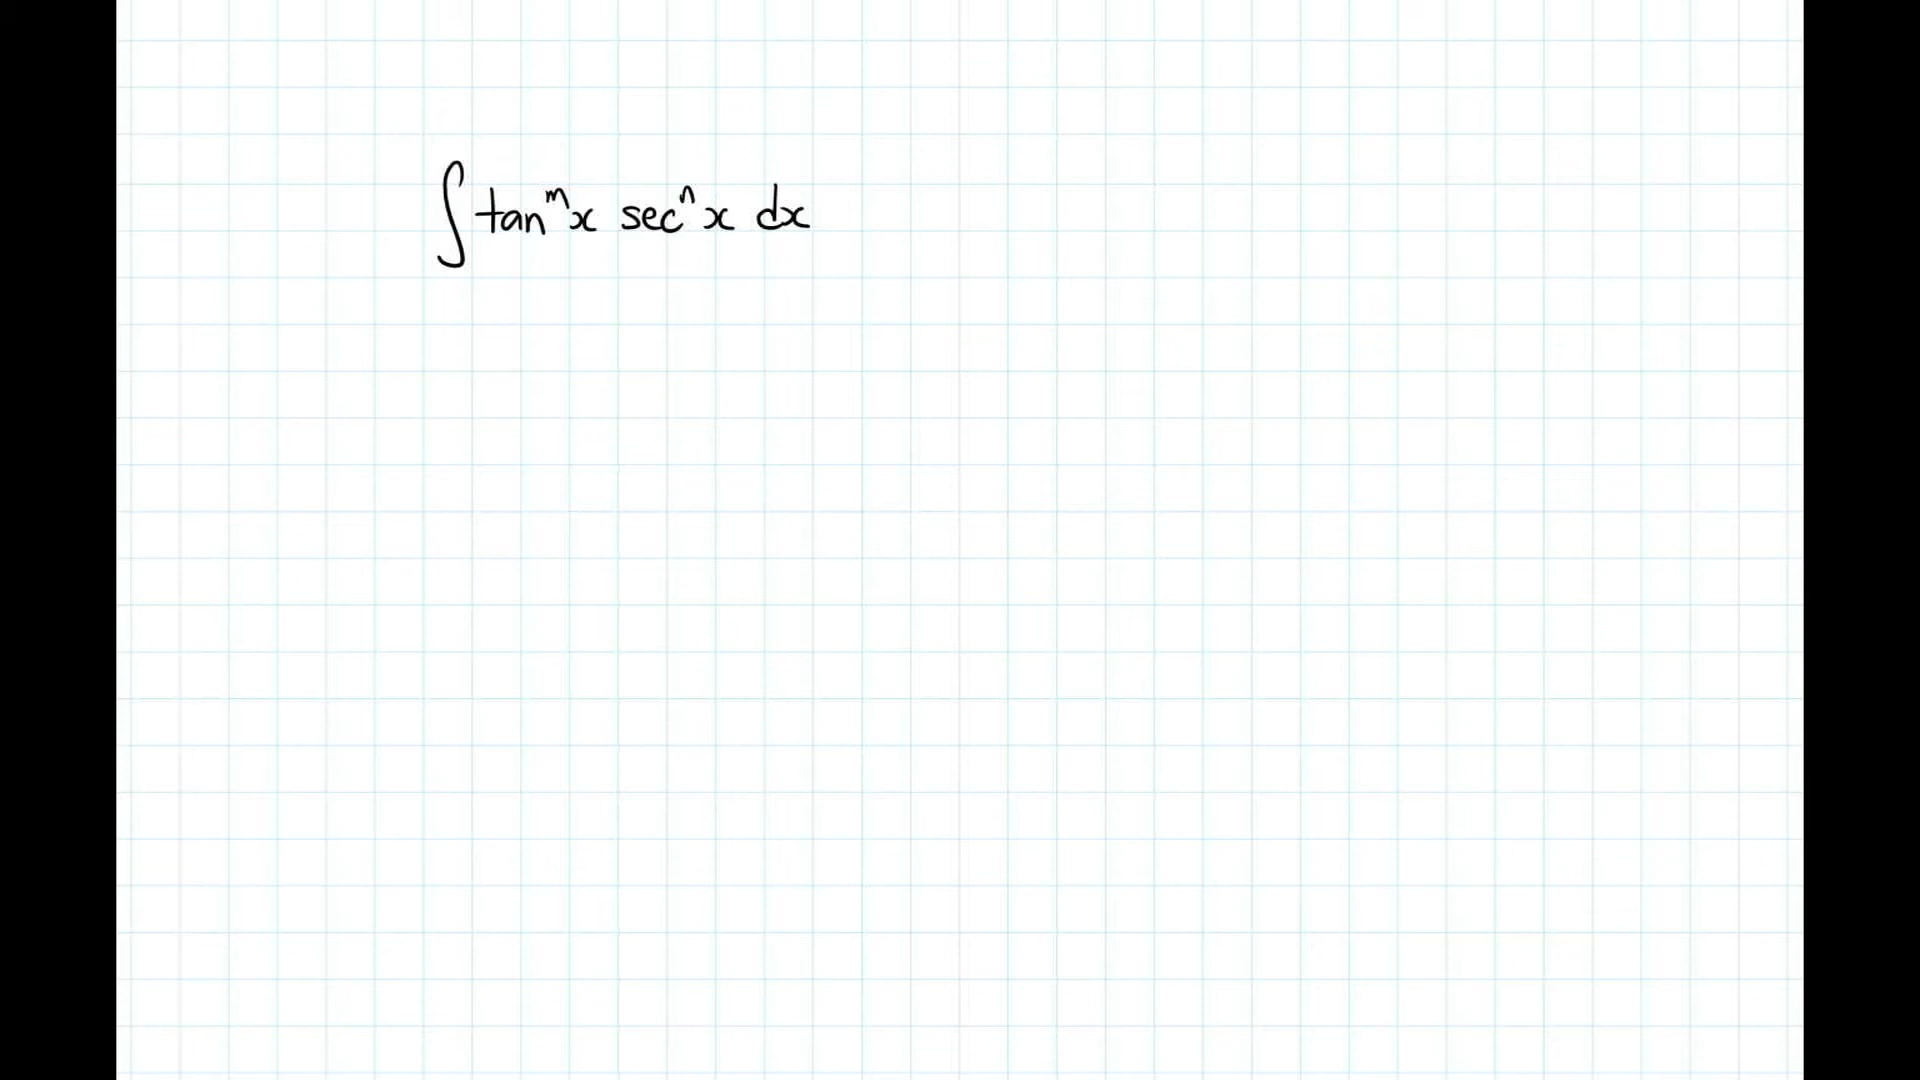 ∫ tanᵐx secⁿx dx